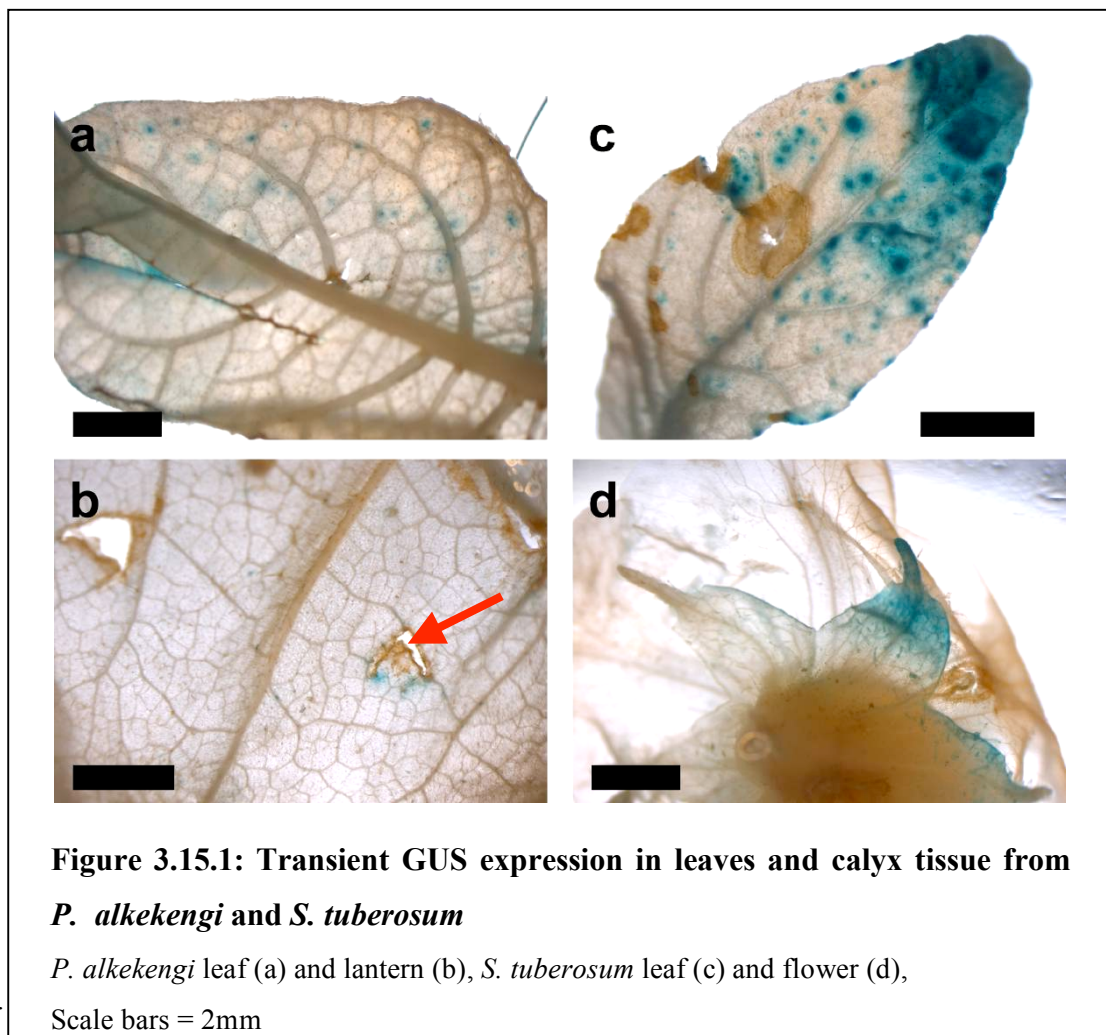 a
c
b
d
Figure 3.15.1: Transient GUS expression in leaves and calyx tissue from
P. alkekengi and S. tuberosum
P. alkekengi leaf (a) and lantern (b), S. tuberosum leaf (c) and flower (d),
Scale bars = 2mm